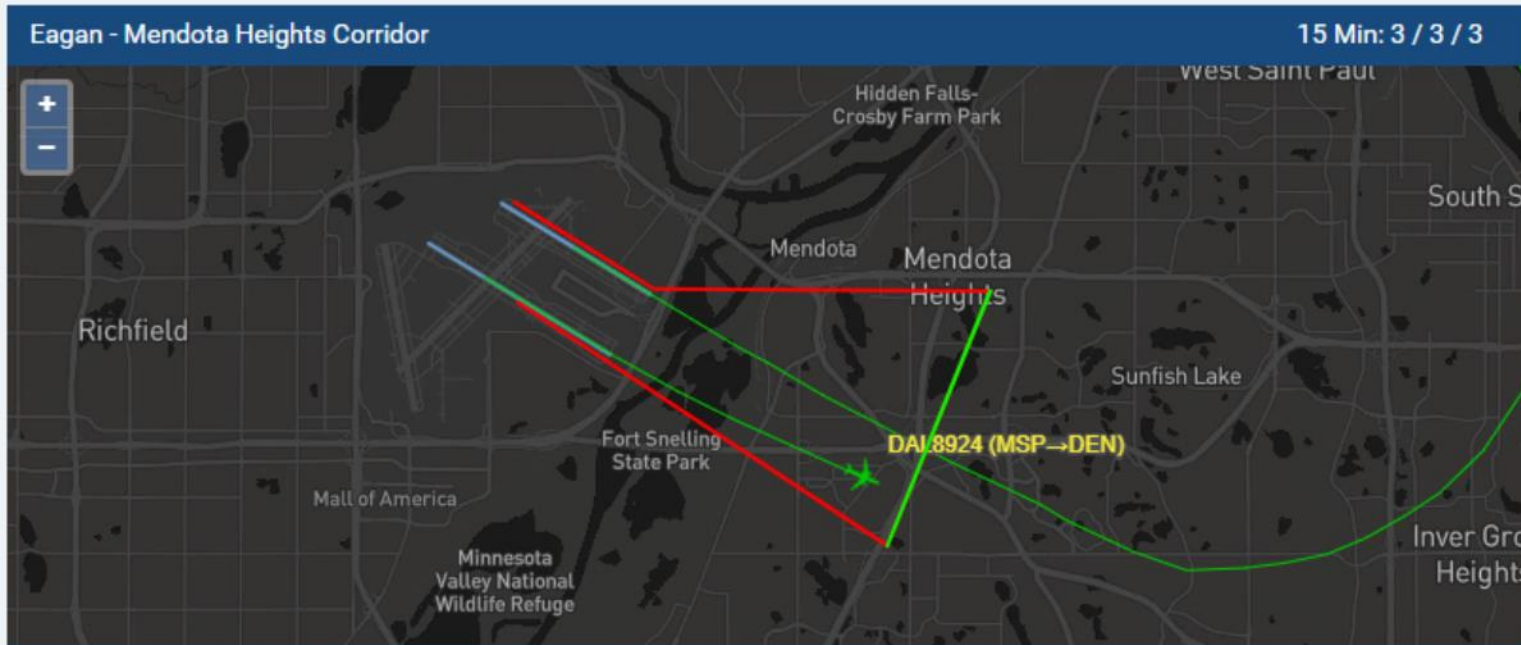 Eagan - Mendota Heights Corridor
15 Min: 3 / 3 / 3
+
−
West Saint Paul
Hidden Falls-
Crosby Farm Park
South S
Mendota
Mendota
Heights
Richfield
Sunfish Lake
DAL8924 (MSP→DEN)
Fort Snelling
State Park
Mall of America
Minnesota
Valley National
Wildlife Refuge
Inver Gro
Heights